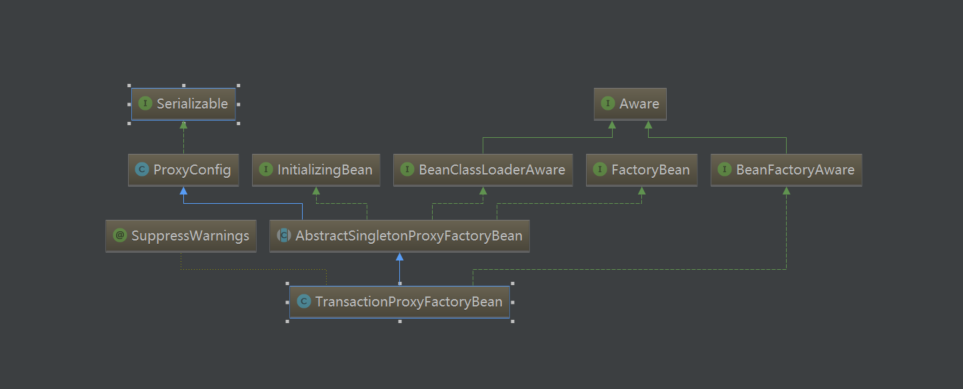 Serializable
Aware
ProxyConfig
InitializingBean
BeanClassLoaderAware
FactoryBean
BeanFactoryAware
SuppressWarnings
AbstractSingletonProxyFactoryBean
TransactionProxyFactoryBean